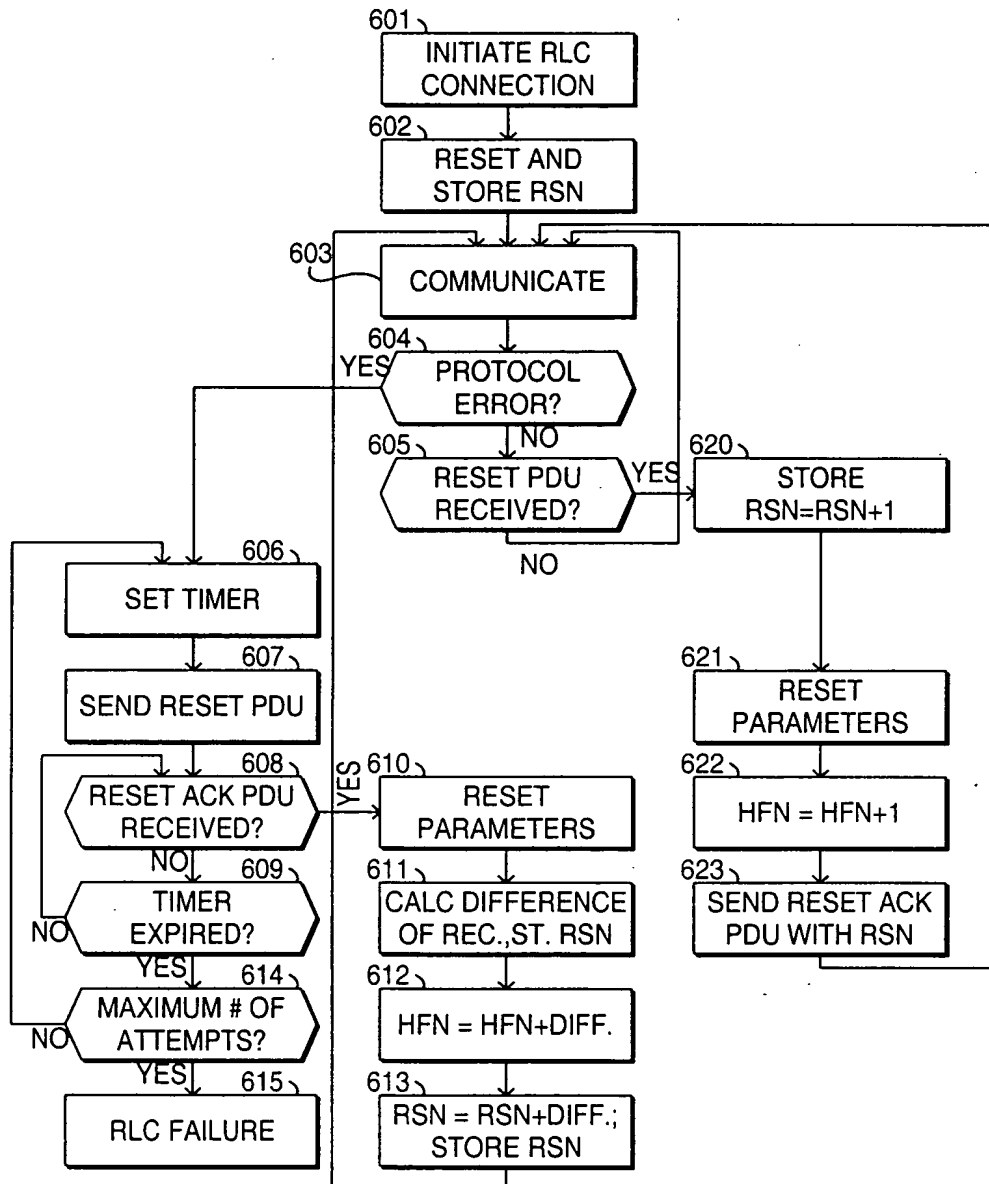 601
INITIATE RLC
CONNECTION
602
RESET AND
STORE RSN
603
COMMUNICATE
604
YES
PROTOCOL
ERROR?
NO
605
RESET PDU
RECEIVED?
YES
NO
620
STORE
RSN=RSN+1
606
SET TIMER
607
SEND RESET PDU
608
RESET ACK PDU
RECEIVED?
YES
NO
609
TIMER
EXPIRED?
NO
YES
614
MAXIMUM # OF
ATTEMPTS?
NO
YES
615
RLC FAILURE
610
RESET
PARAMETERS
611
CALC DIFFERENCE
OF REC.,ST. RSN
612
HFN = HFN+DIFF.
613
RSN = RSN+DIFF.;
STORE RSN
621
RESET
PARAMETERS
622
HFN = HFN+1
623
SEND RESET ACK
PDU WITH RSN